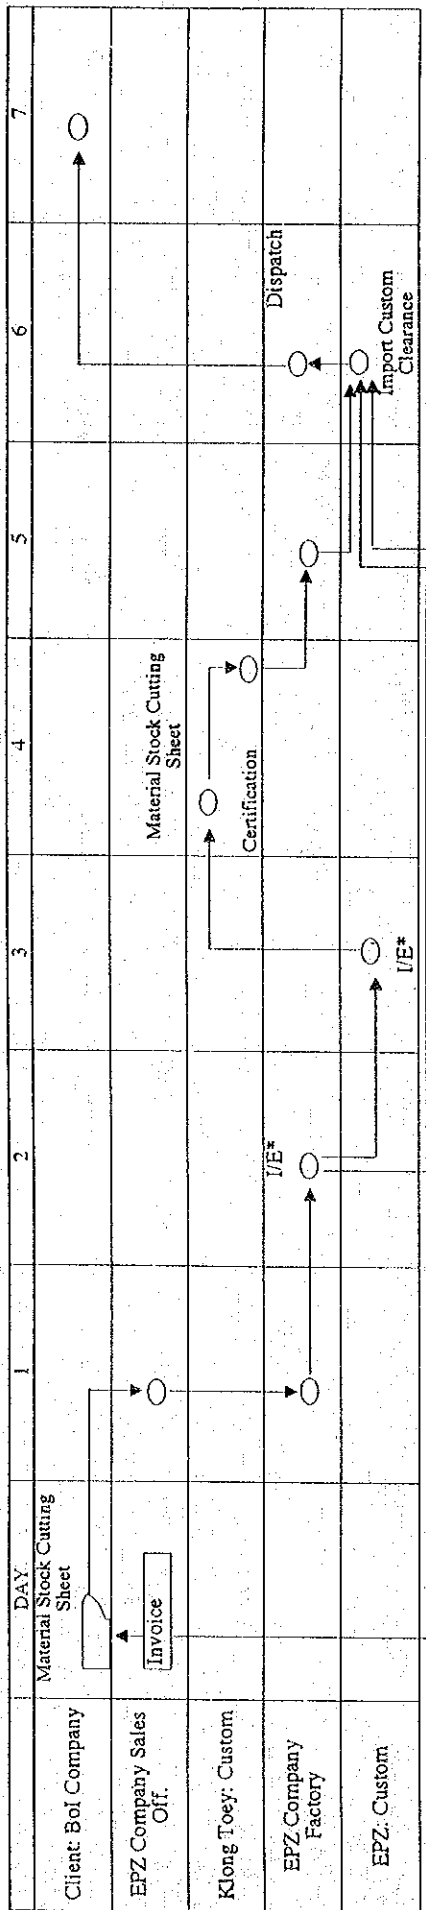 DAY
1
2
3
4
5
6
7
Client: BoI Company
Material Stock Cutting
Sheet
EPZ Company Sales
Off.
Invoice
Klong Toey: Custom
Material Stock Cutting
Sheet
Certification
EPZ Company
Factory
I/E*
Dispatch
EPZ: Custom
I/E*
Import Custom
Clearance